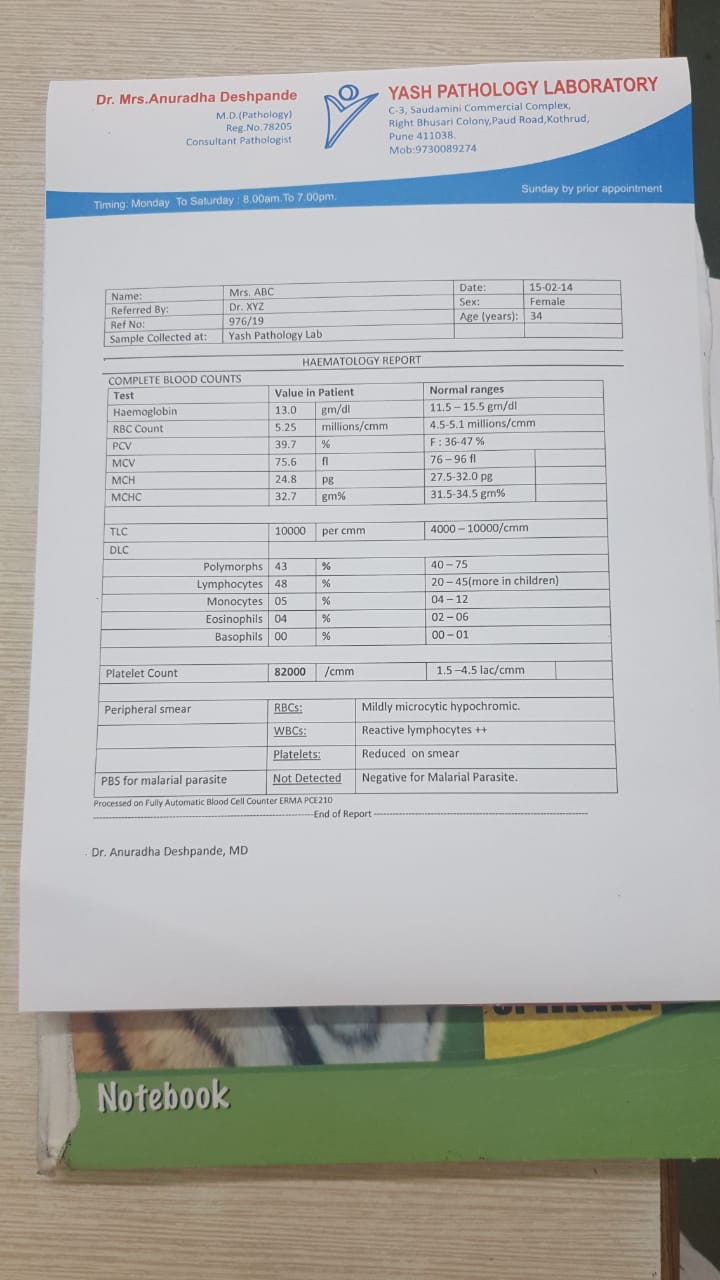 Dr. Mrs.Anuradha Deshpande
M.D.(Pathology)
Reg.No.78205
Consultant Pathologist
YASH PATHOLOGY LABORATORY
C-3, Saudamini Commercial Complex,
Right Bhusari Colony,Paud Road,Kothrud,
Pune 411038.
Mob:9730089274
Timing: Monday To Saturday : 8.00am.To 7.00pm.
Sunday by prior appointment
Name: Mrs. ABC Date: 15-02-14
Referred By: Dr. XYZ Sex: Female
Ref No: 976/19 Age (years): 34
Sample Collected at: Yash Pathology Lab
HAEMATOLOGY REPORT
COMPLETE BLOOD COUNTS
Test Value in Patient Normal ranges
Haemoglobin 13.0 gm/dl 11.5 – 15.5 gm/dl
RBC Count 5.25 millions/cmm 4.5-5.1 millions/cmm
PCV 39.7 % F : 36-47 %
MCV 75.6 fl 76 – 96 fl
MCH 24.8 pg 27.5-32.0 pg
MCHC 32.7 gm% 31.5-34.5 gm%
TLC 10000 per cmm 4000 – 10000/cmm
DLC
Polymorphs 43 % 40 – 75
Lymphocytes 48 % 20 – 45(more in children)
Monocytes 05 % 04 – 12
Eosinophils 04 % 02 – 06
Basophils 00 % 00 – 01
Platelet Count 82000 /cmm 1.5 –4.5 lac/cmm
Peripheral smear RBCs: Mildly microcytic hypochromic.
WBCs: Reactive lymphocytes ++
Platelets: Reduced on smear
PBS for malarial parasite Not Detected Negative for Malarial Parasite.
Processed on Fully Automatic Blood Cell Counter ERMA PCE210
End of Report
. Dr. Anuradha Deshpande, MD
Notebook